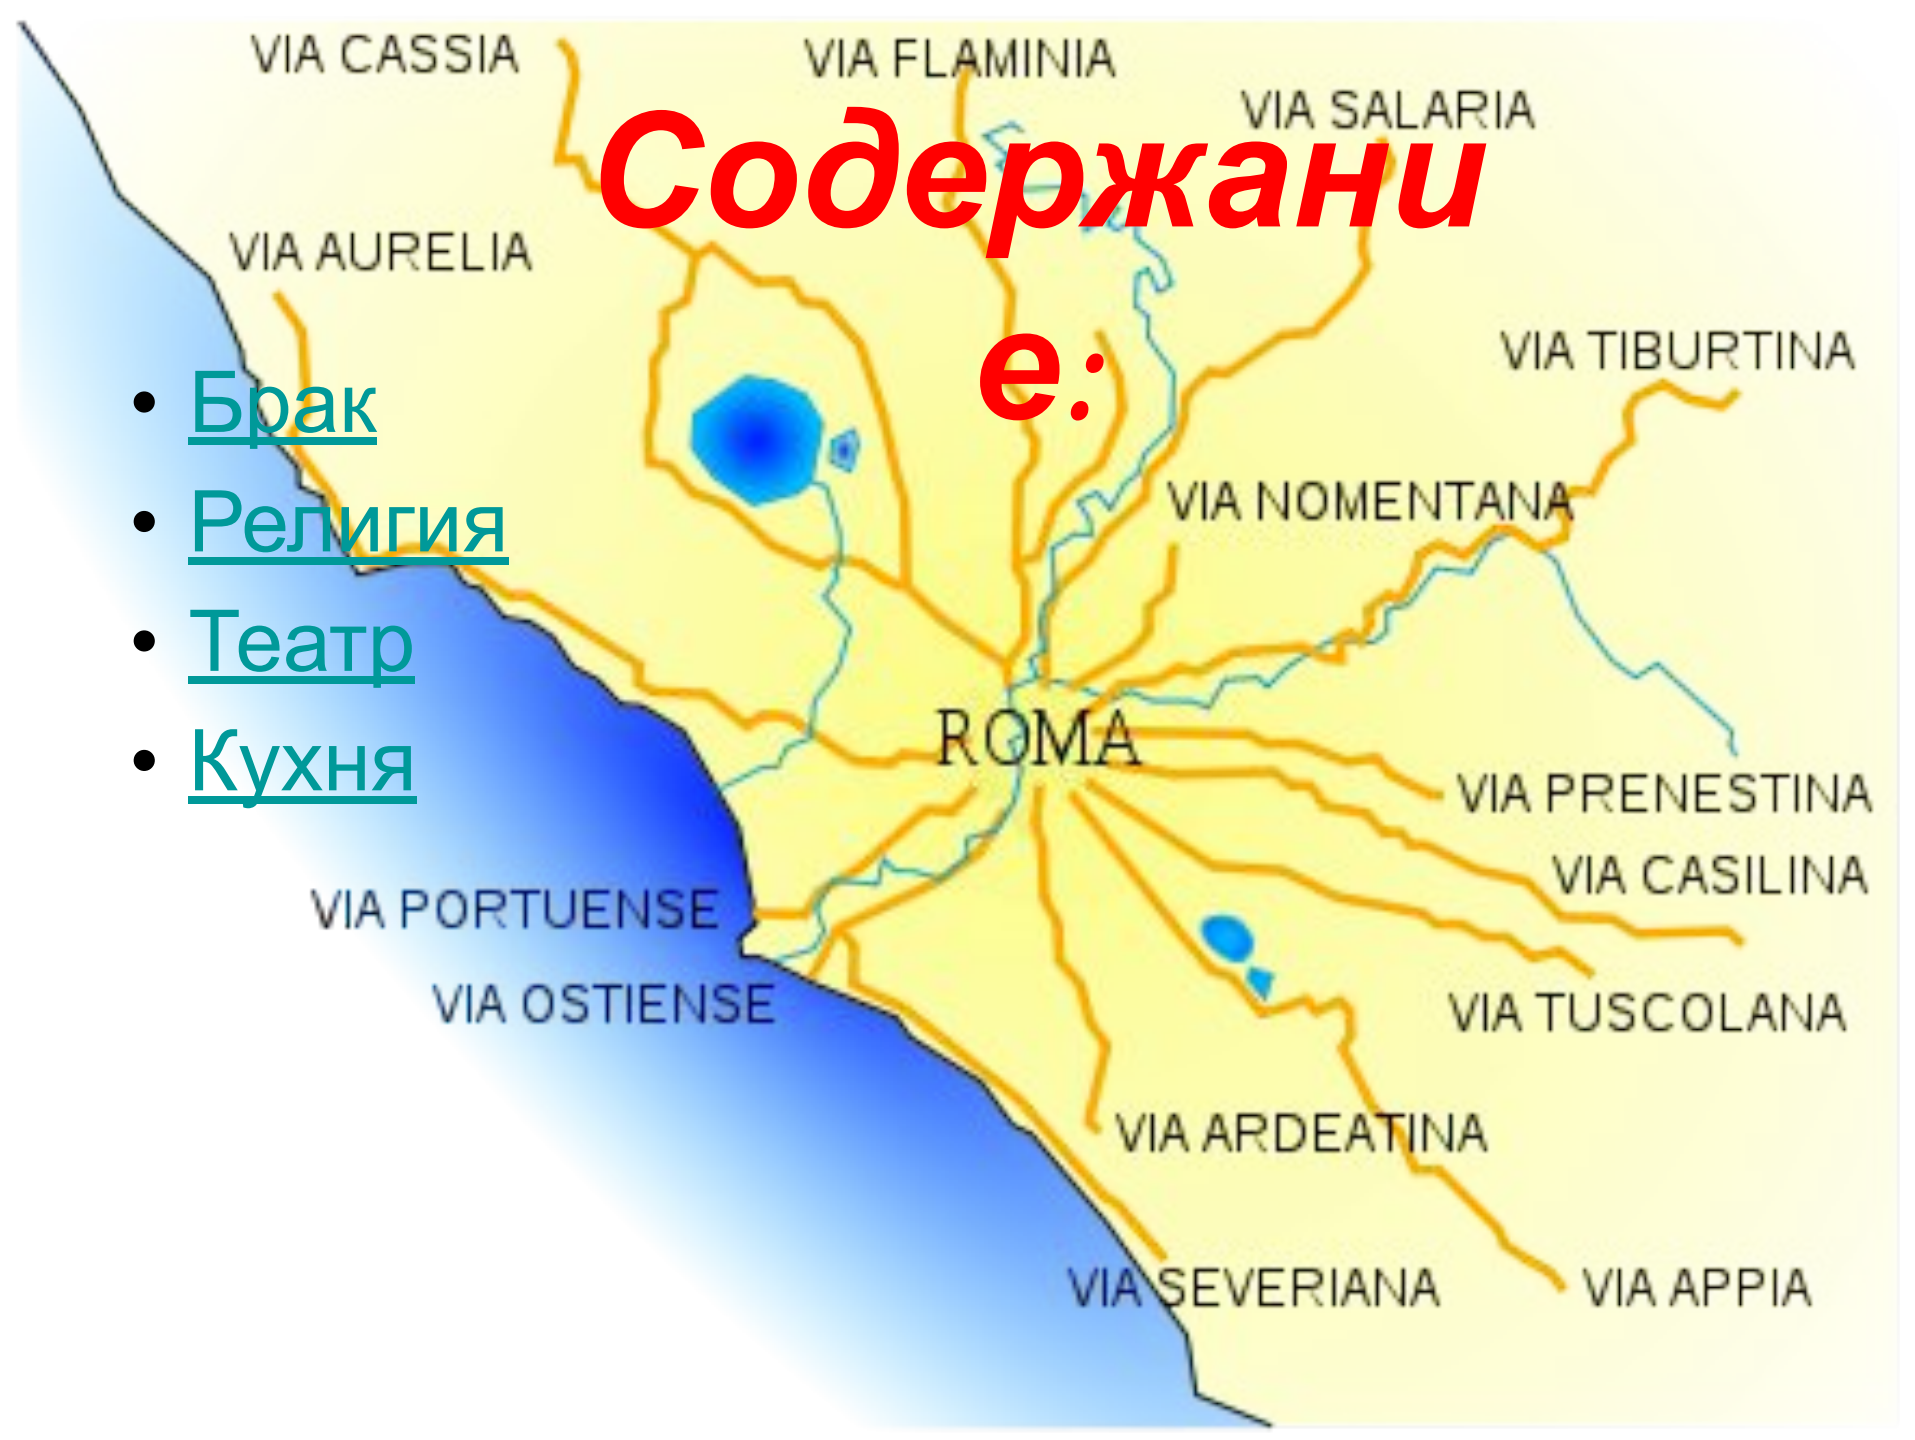 VIA CASSIA
VIA FLAMINIA
VIA SALARIA
Содержани
е:
VIA AURELIA
VIA TIBURTINA
• Брак
• Религия
• Театр
• Кухня
VIA NOMENTANA
ROMA
VIA PRENESTINA
VIA CASILINA
VIA PORTUENSE
VIA OSTIENSE
VIA TUSCOLANA
VIA ARDEATINA
VIA SEVERIANA
VIA APPIA